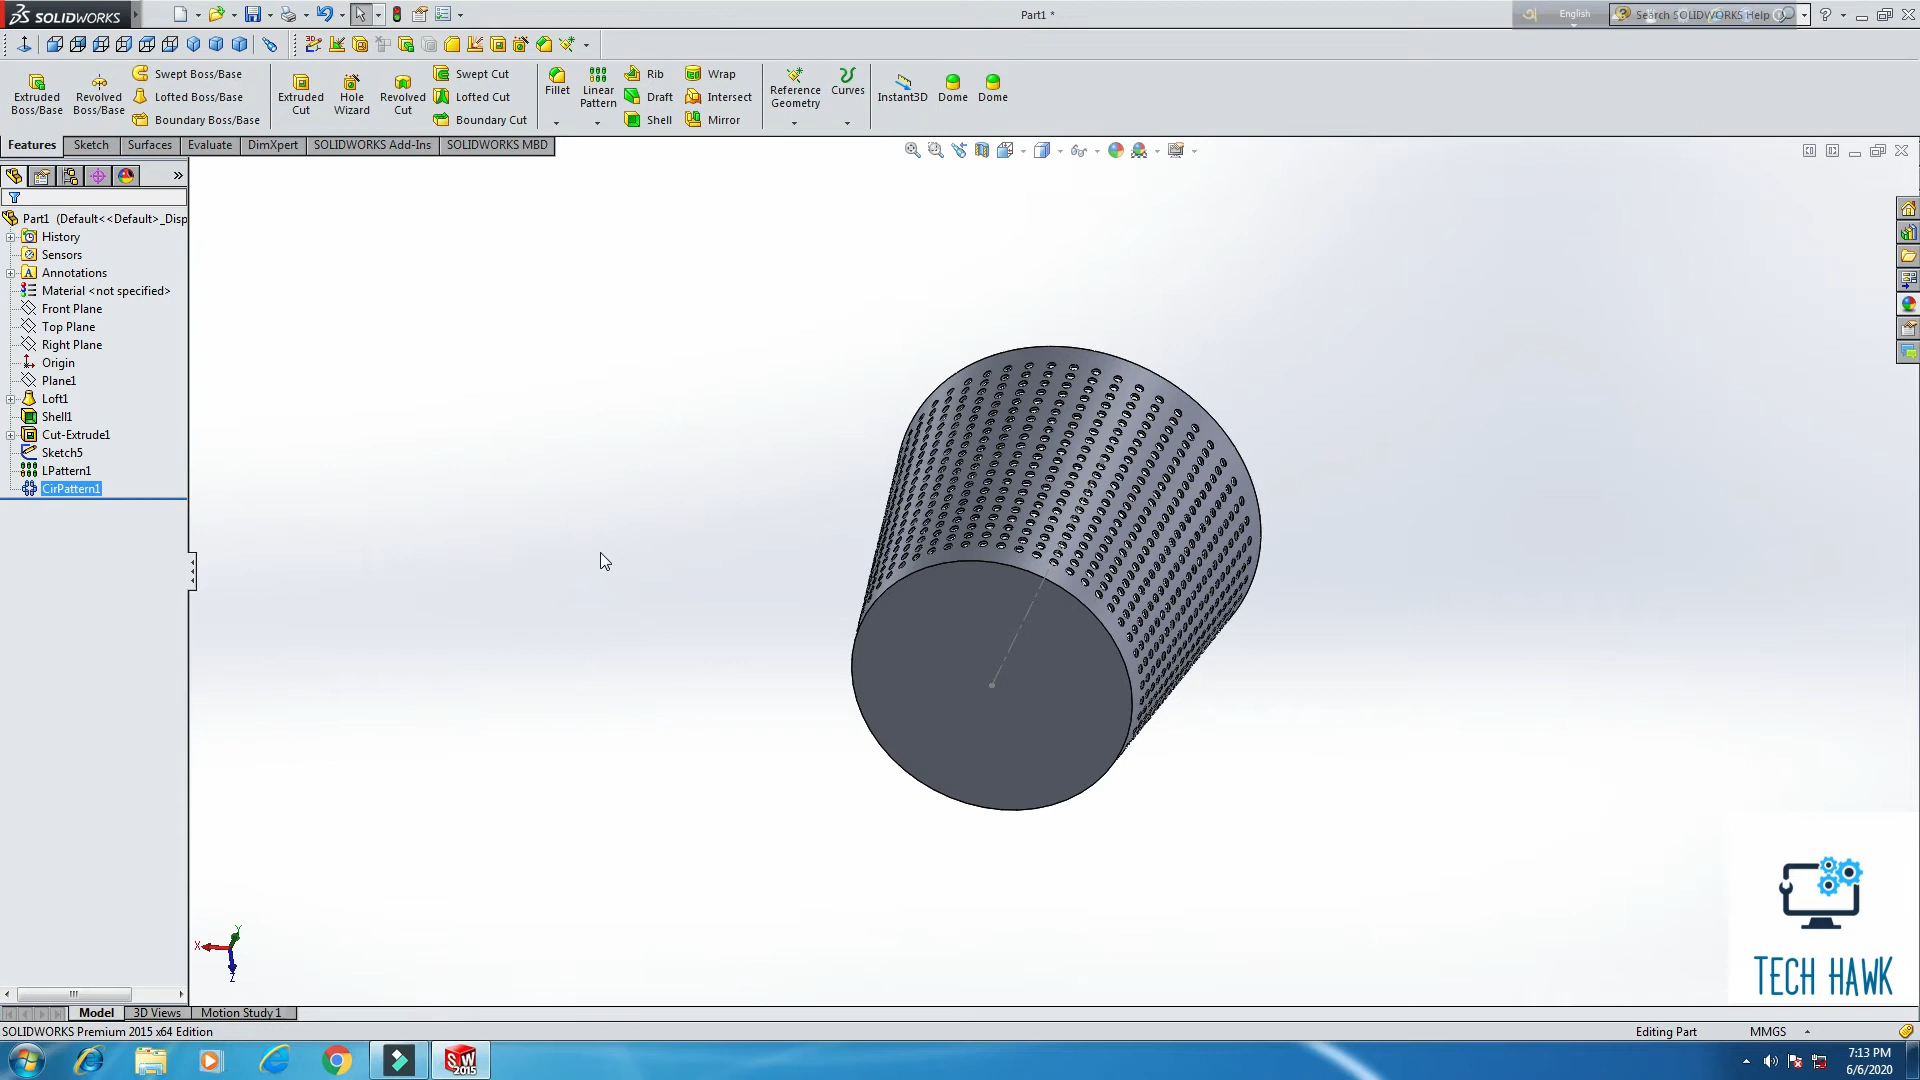 SOLIDWORKS
Part1 *
English
Search SOLIDWORKS Help
Extruded Boss/Base
Revolved Boss/Base
Swept Boss/Base
Lofted Boss/Base
Boundary Boss/Base
Extruded Cut
Hole Wizard
Revolved Cut
Swept Cut
Lofted Cut
Boundary Cut
Fillet
Linear Pattern
Rib
Draft
Shell
Wrap
Intersect
Mirror
Reference Geometry
Curves
Instant3D
Dome
Dome
Features
Sketch
Surfaces
Evaluate
DimXpert
SOLIDWORKS Add-Ins
SOLIDWORKS MBD
Part1 (Default<<Default>_Disp
History
Sensors
Annotations
Material <not specified>
Front Plane
Top Plane
Right Plane
Origin
Plane1
Loft1
Shell1
Cut-Extrude1
Sketch5
LPattern1
CirPattern1
Y
X
Z
TECH HAWK
Model
3D Views
Motion Study 1
SOLIDWORKS Premium 2015 x64 Edition
Editing Part
MMGS
SW
2015
7:13 PM
6/6/2020